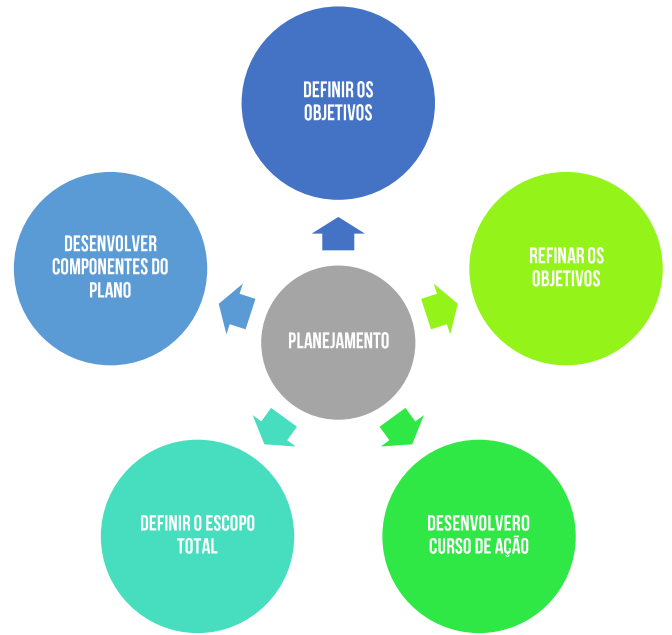 DEFINIR OS
OBJETIVOS
REFINAR OS
OBJETIVOS
DESENVOLVERO
CURSO DE AÇÃO
DEFINIR O ESCOPO
TOTAL
DESENVOLVER
COMPONENTES DO
PLANO
PLANEJAMENTO